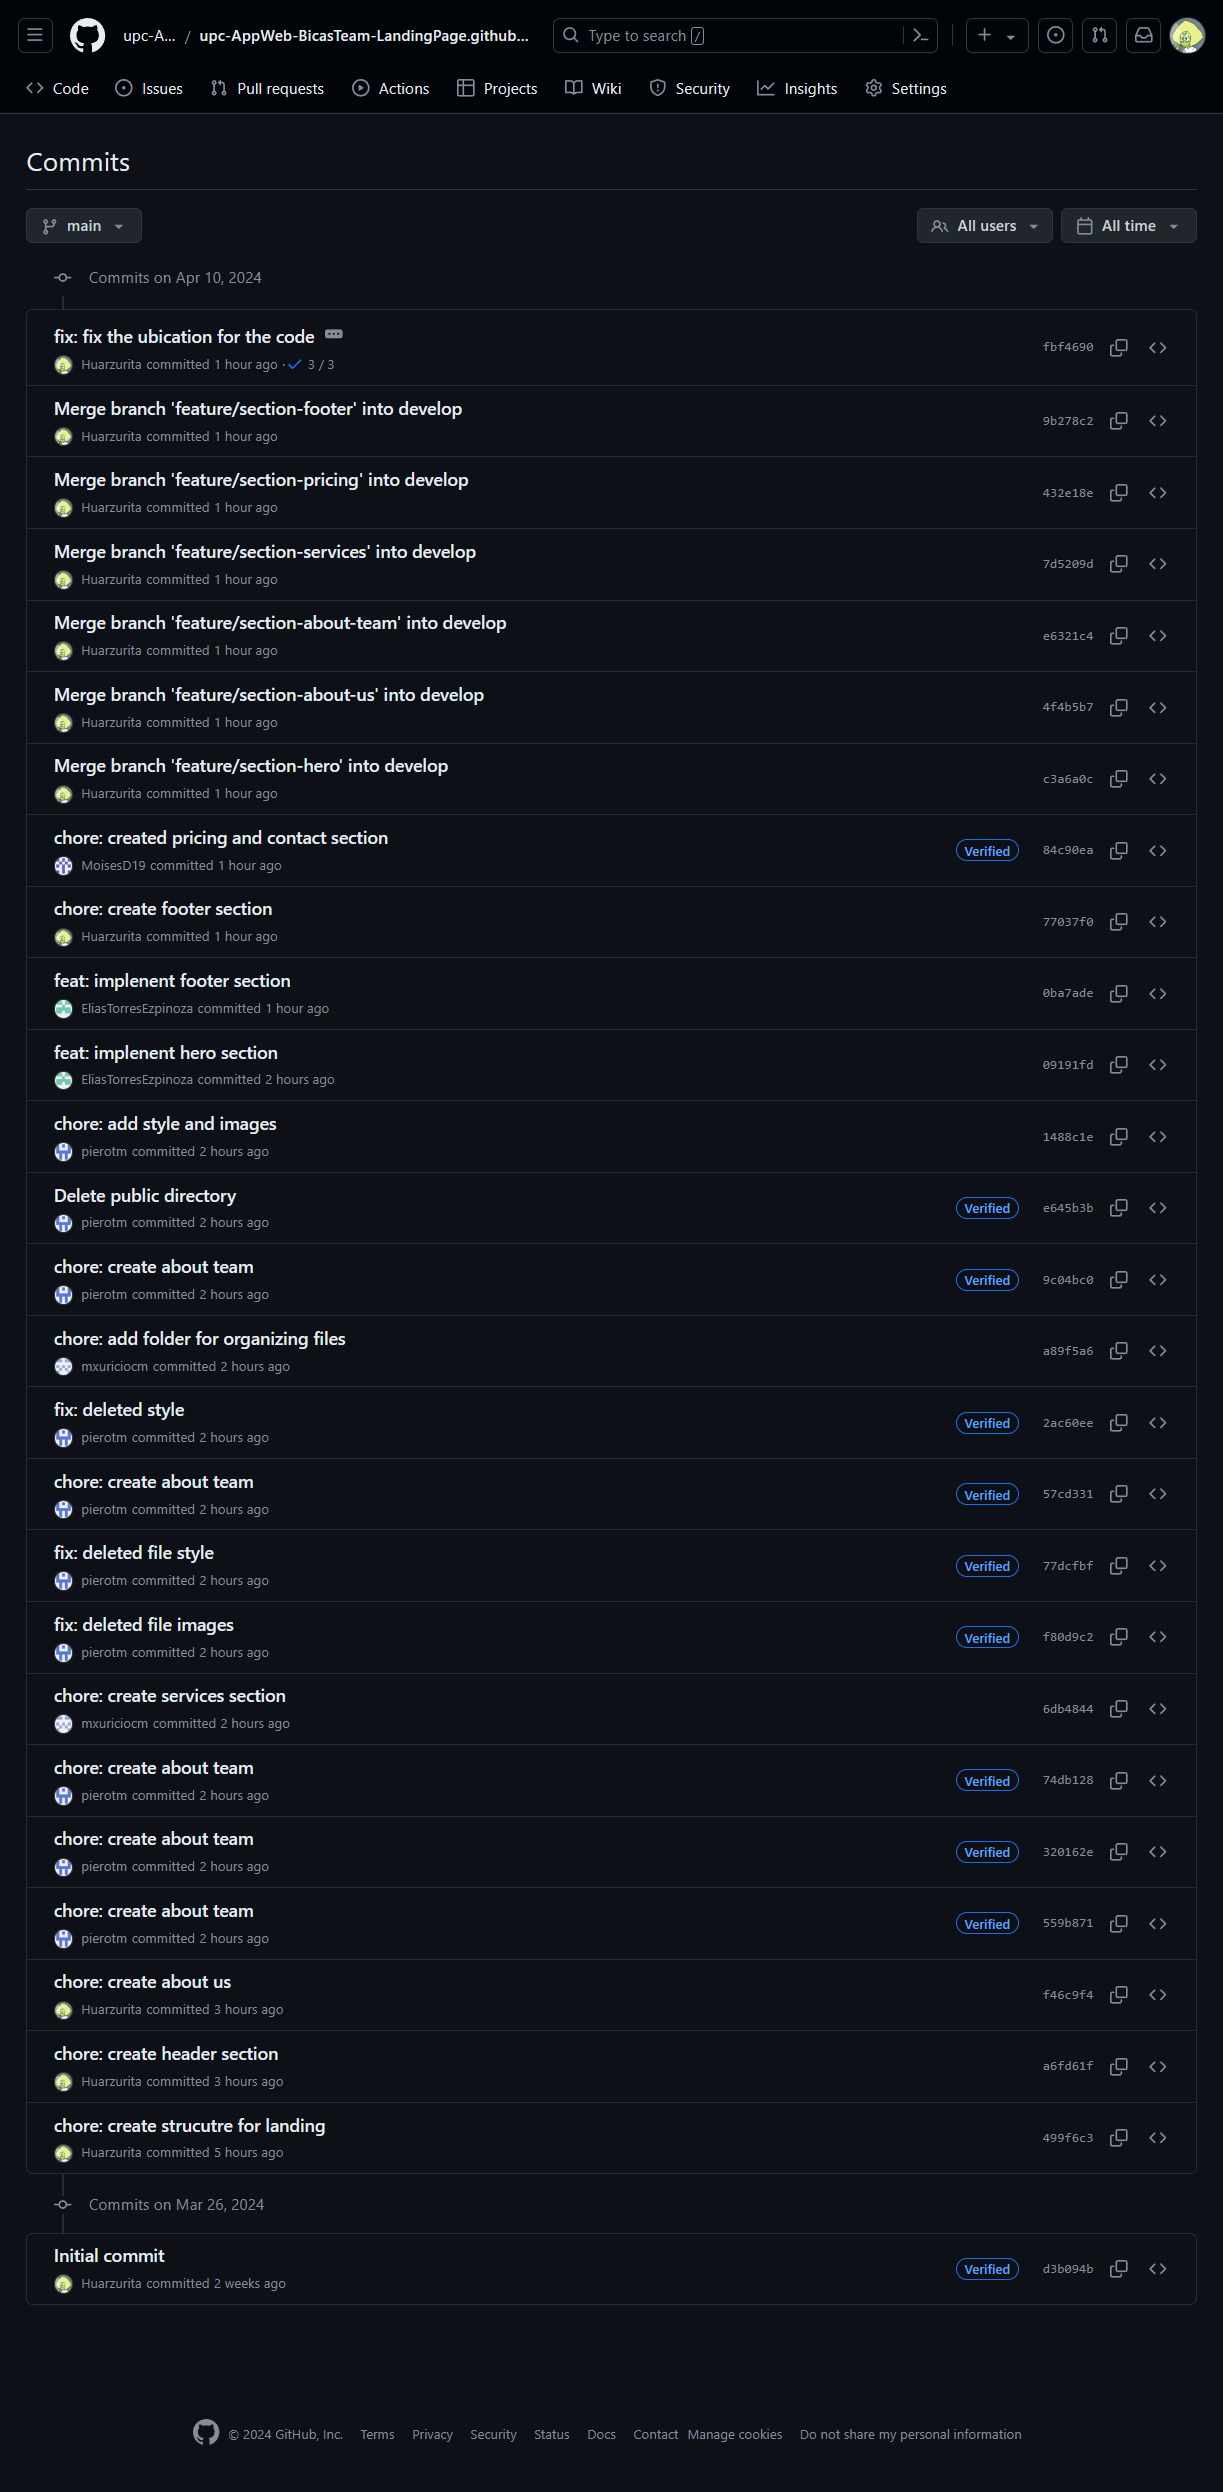 upc-A... / upc-AppWeb-BicasTeam-LandingPage.github... Type to search /
Code Issues Pull requests Actions Projects Wiki Security Insights Settings
Commits
main All users All time
Commits on Apr 10, 2024
fix: fix the ubication for the code
Huarzurita committed 1 hour ago · 3 / 3
fbf4690
Merge branch 'feature/section-footer' into develop
Huarzurita committed 1 hour ago
9b278c2
Merge branch 'feature/section-pricing' into develop
Huarzurita committed 1 hour ago
432e18e
Merge branch 'feature/section-services' into develop
Huarzurita committed 1 hour ago
7d5209d
Merge branch 'feature/section-about-team' into develop
Huarzurita committed 1 hour ago
e6321c4
Merge branch 'feature/section-about-us' into develop
Huarzurita committed 1 hour ago
4f4b5b7
Merge branch 'feature/section-hero' into develop
Huarzurita committed 1 hour ago
c3a6a0c
chore: created pricing and contact section
MoisesD19 committed 1 hour ago
Verified 84c90ea
chore: create footer section
Huarzurita committed 1 hour ago
77037f0
feat: implenent footer section
EliasTorresEzpinoza committed 1 hour ago
0ba7ade
feat: implenent hero section
EliasTorresEzpinoza committed 2 hours ago
09191fd
chore: add style and images
pierotm committed 2 hours ago
1488c1e
Delete public directory
pierotm committed 2 hours ago
Verified e645b3b
chore: create about team
pierotm committed 2 hours ago
Verified 9c04bc0
chore: add folder for organizing files
mxuriciocm committed 2 hours ago
a89f5a6
fix: deleted style
pierotm committed 2 hours ago
Verified 2ac60ee
chore: create about team
pierotm committed 2 hours ago
Verified 57cd331
fix: deleted file style
pierotm committed 2 hours ago
Verified 77dcfbf
fix: deleted file images
pierotm committed 2 hours ago
Verified f80d9c2
chore: create services section
mxuriciocm committed 2 hours ago
6db4844
chore: create about team
pierotm committed 2 hours ago
Verified 74db128
chore: create about team
pierotm committed 2 hours ago
Verified 320162e
chore: create about team
pierotm committed 2 hours ago
Verified 559b871
chore: create about us
Huarzurita committed 3 hours ago
f46c9f4
chore: create header section
Huarzurita committed 3 hours ago
a6fd61f
chore: create strucutre for landing
Huarzurita committed 5 hours ago
499f6c3
Commits on Mar 26, 2024
Initial commit
Huarzurita committed 2 weeks ago
Verified d3b094b
© 2024 GitHub, Inc. Terms Privacy Security Status Docs Contact Manage cookies Do not share my personal information